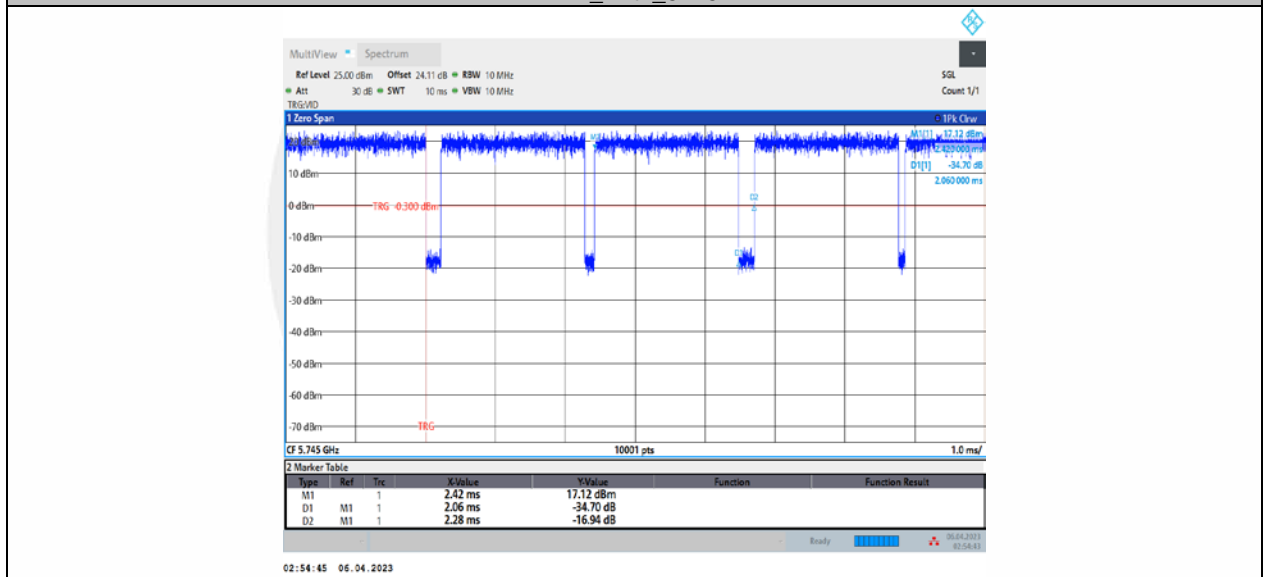 MultiView Spectrum
Ref Level 25.00 dBm Offset 24.11 dB RBW 10 MHz SGL
Att 30 dB SWT 10 ms VBW 10 MHz Count 1/1
TRG:VID
1 Zero Span 1Pk Clrw
M1[1] 17.12 dBm
2.420000 ms
D1[1] -34.70 dB
2.060000 ms
10 dBm
D2
0 dBm TRG -0.300 dBm
-10 dBm
-20 dBm
-30 dBm
-40 dBm
-50 dBm
-60 dBm
-70 dBm TRG
CF 5.745 GHz 10001 pts 1.0 ms/
2 Marker Table
Type Ref Trc X-Value Y-Value Function Function Result
M1 1 2.42 ms 17.12 dBm
D1 M1 1 2.06 ms -34.70 dB
D2 M1 1 2.28 ms -16.94 dB
Ready 06.04.2023
02:54:43
02:54:45 06.04.2023